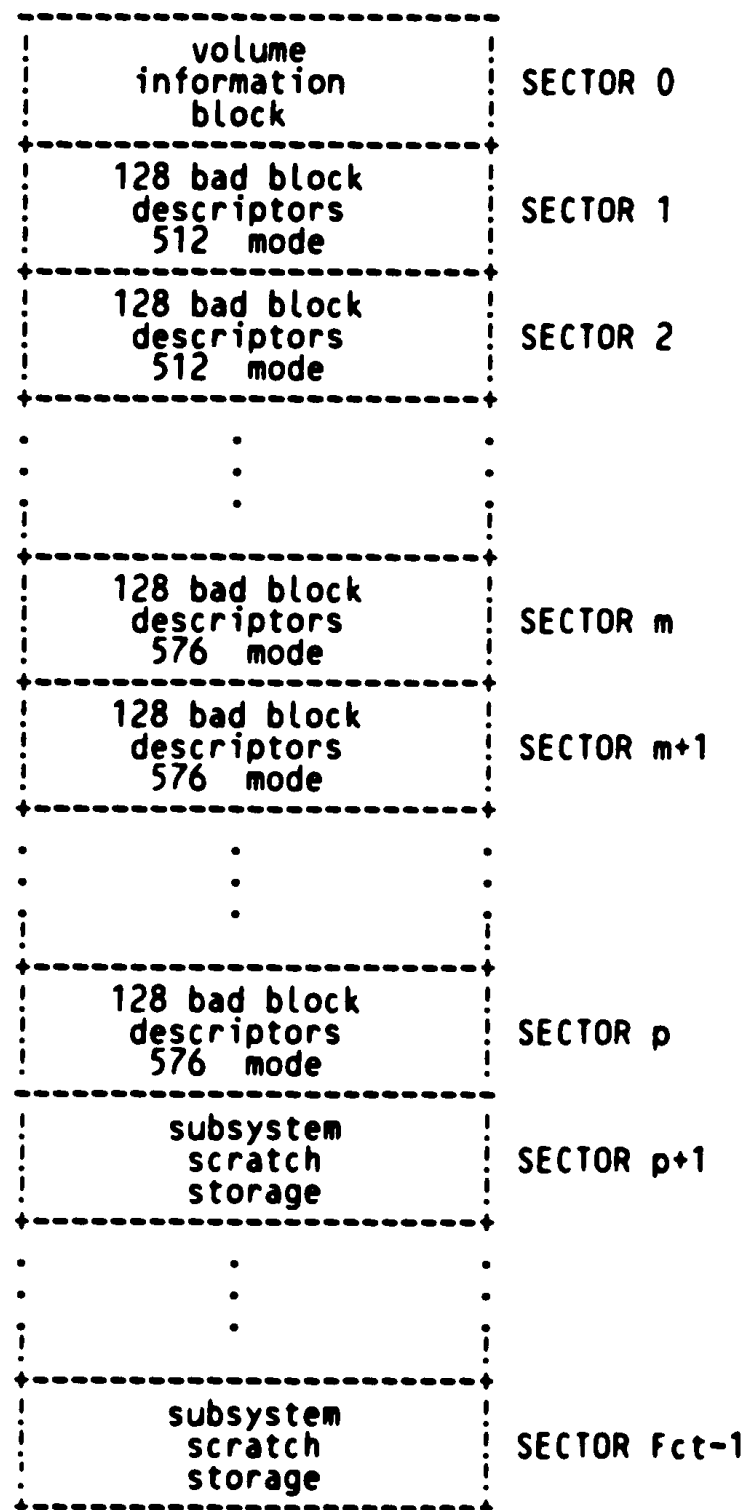 volume
information SECTOR 0
block
128 bad block
descriptors SECTOR 1
512 mode
128 bad block
descriptors SECTOR 2
512 mode
128 bad block
descriptors SECTOR m
576 mode
128 bad block
descriptors SECTOR m+1
576 mode
128 bad block
descriptors SECTOR p
576 mode
subsystem
scratch SECTOR p+1
storage
subsystem
scratch SECTOR Fct-1
storage